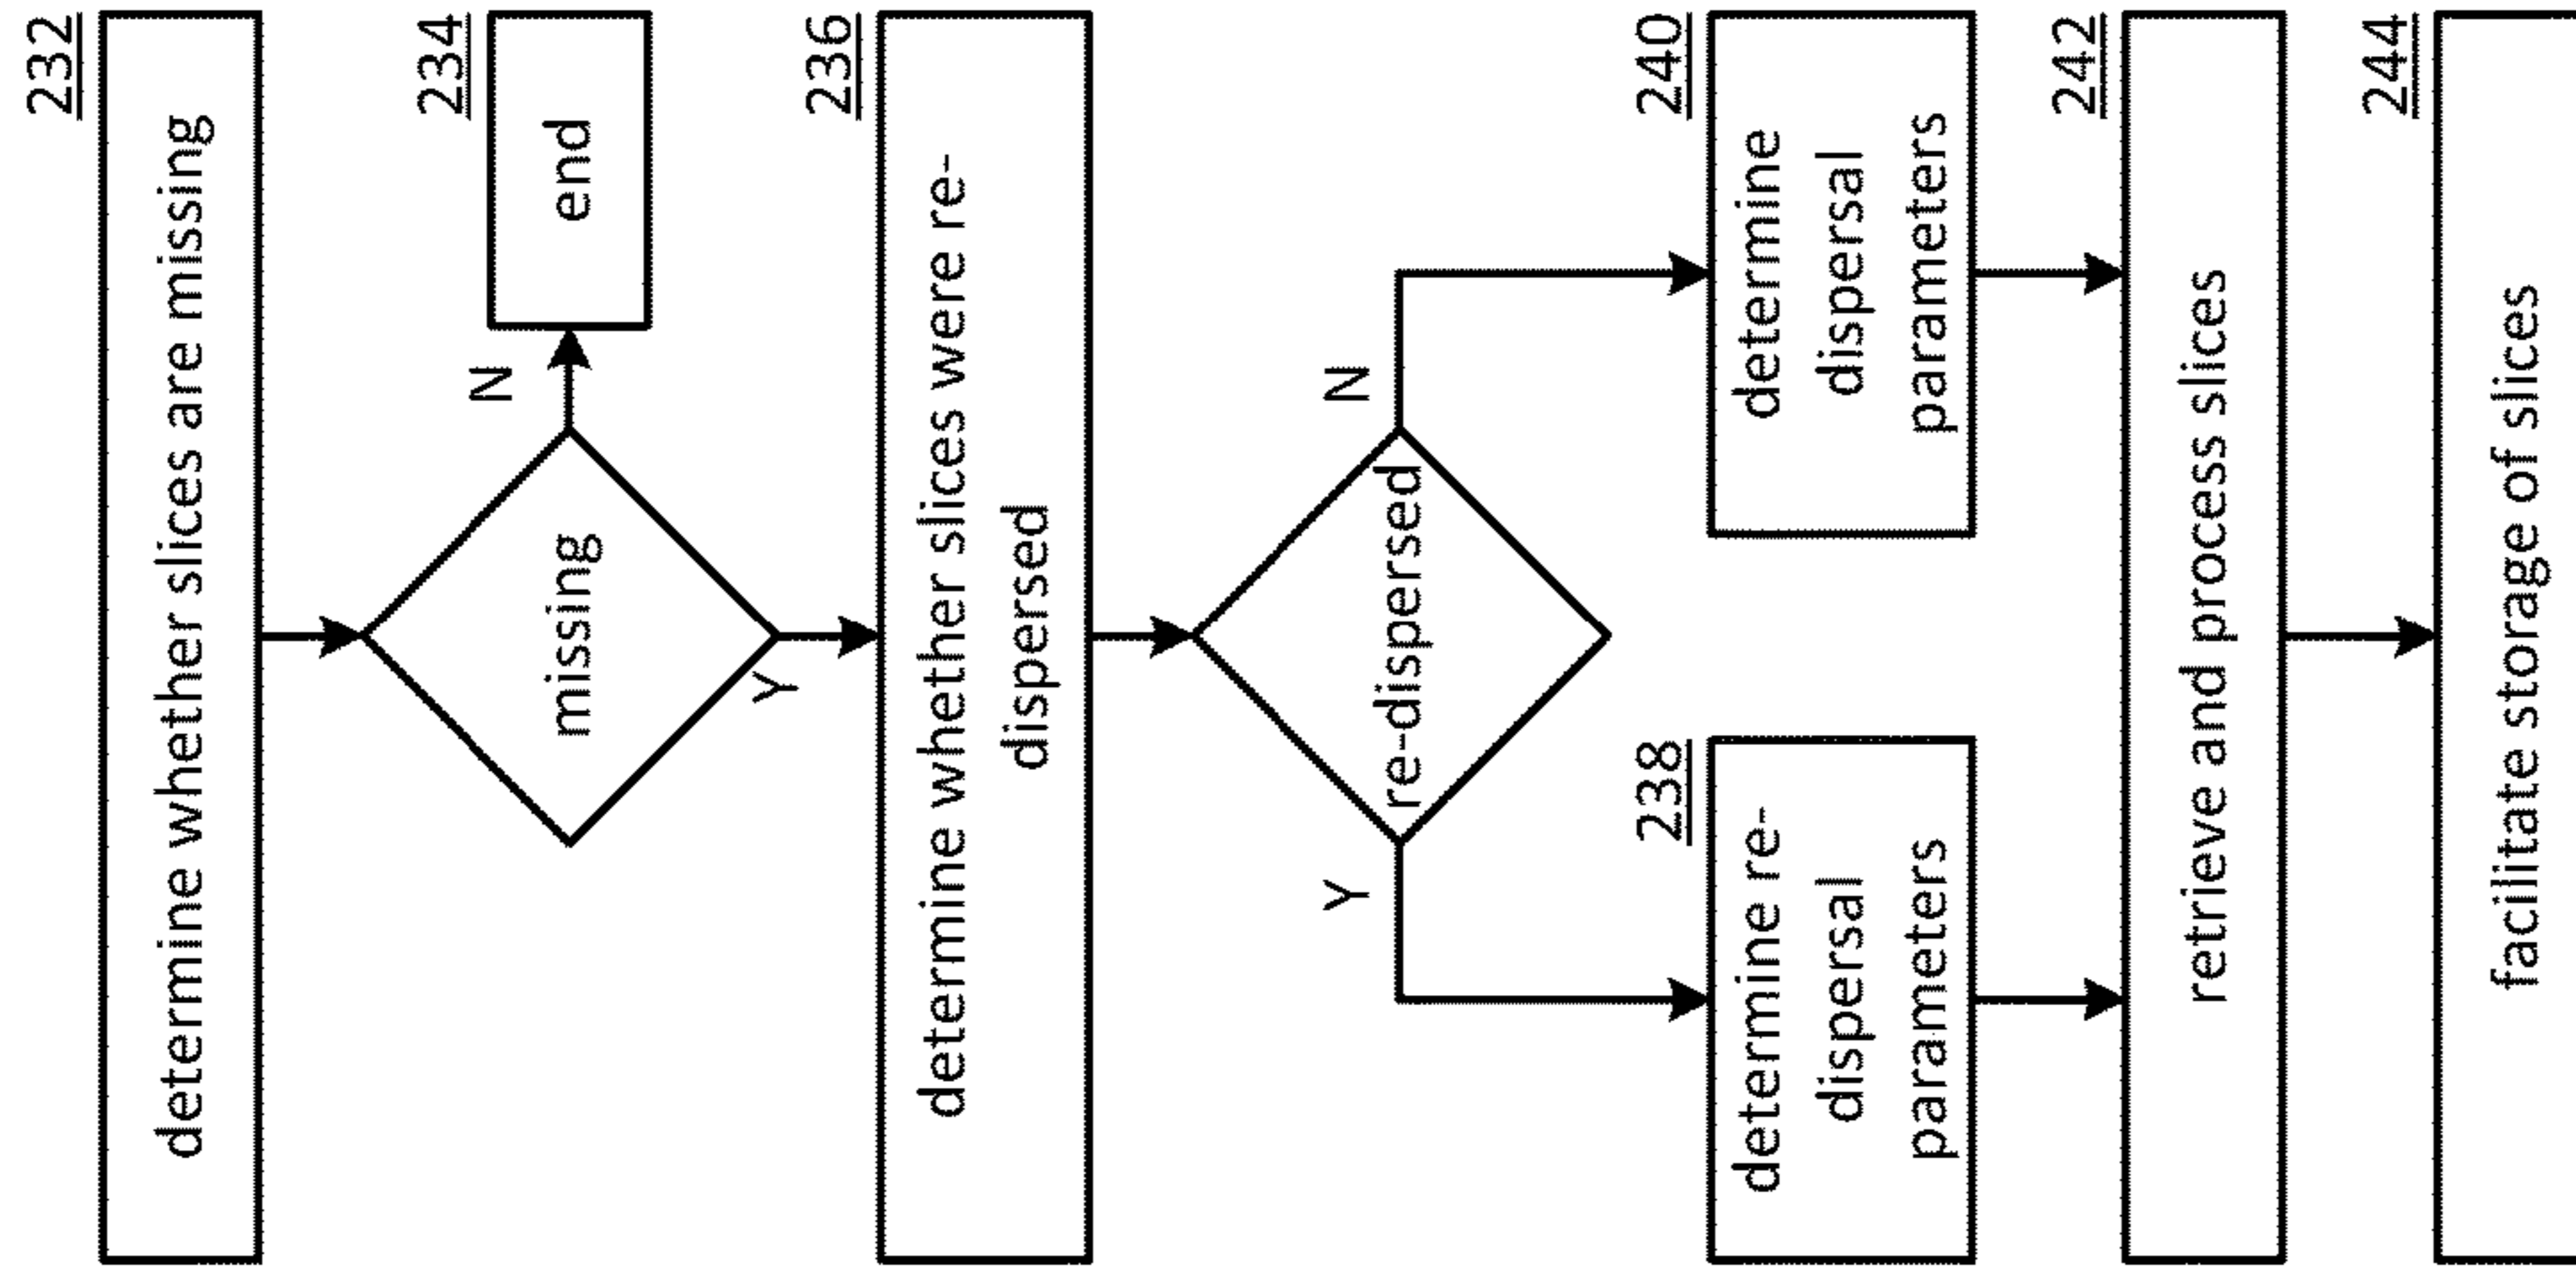 232
determine whether slices are missing
missing
N
234
end
Y
236
determine whether slices were re-
dispersed
re-dispersed
Y
N
238
determine re-
dispersal
parameters
240
determine
dispersal
parameters
242
retrieve and process slices
244
facilitate storage of slices